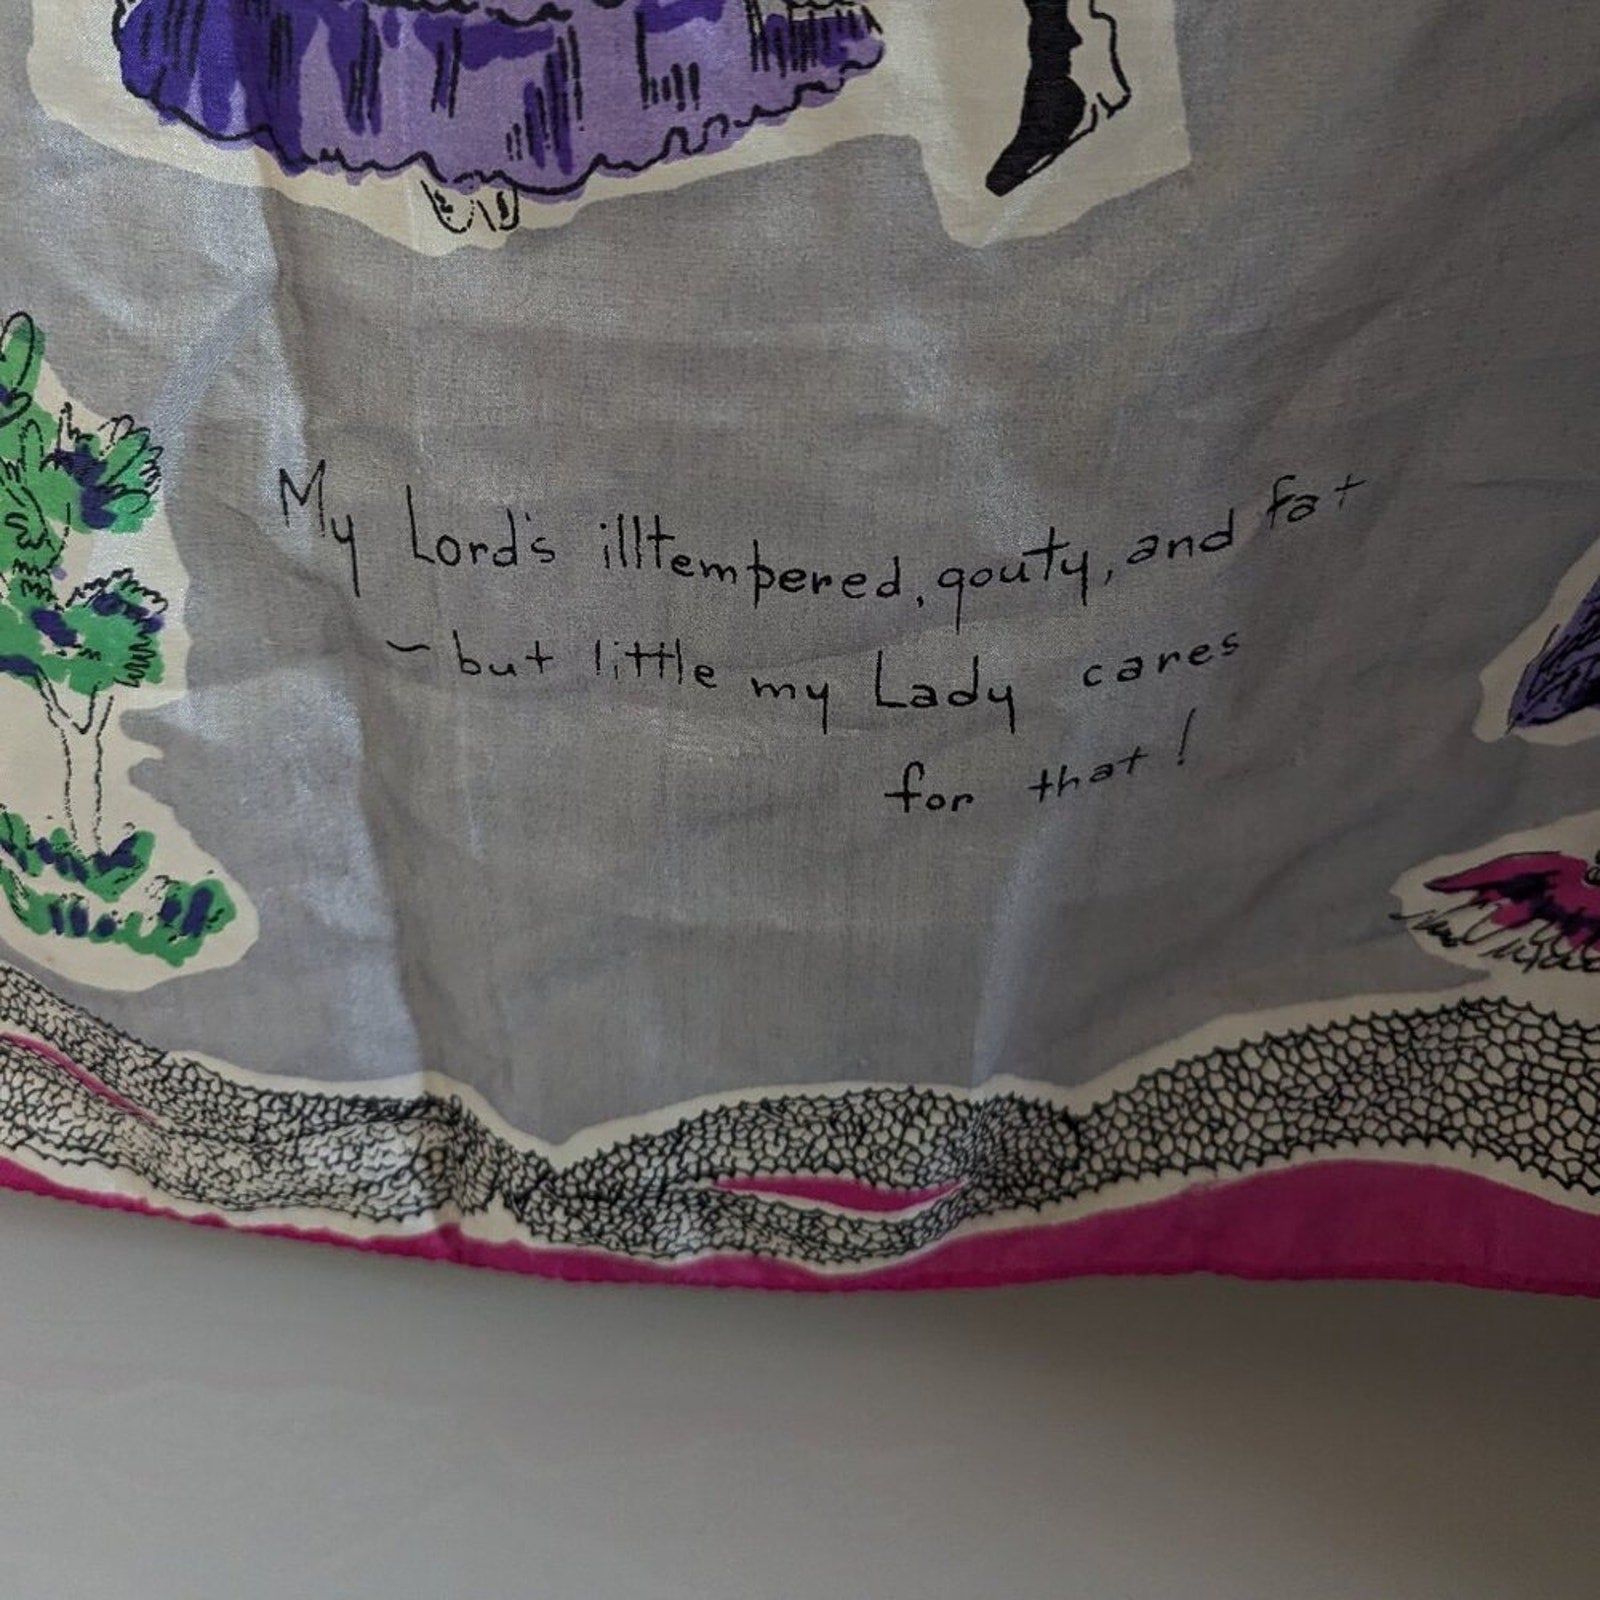 My Lord's illtempered, gouty, and fat
~ but little my Lady cares
for that!